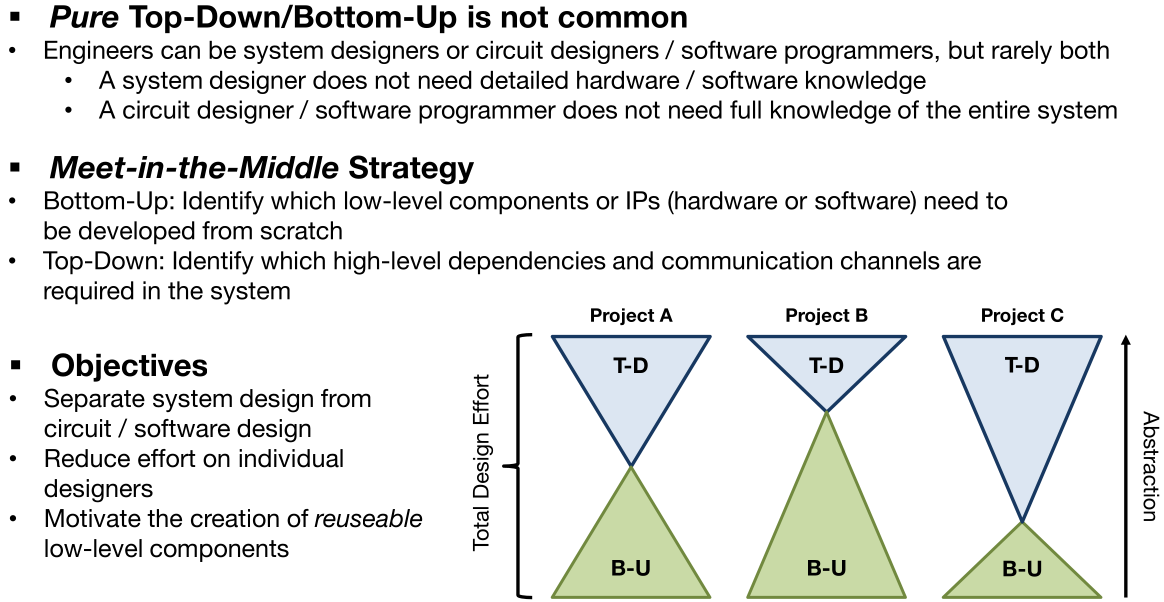 ▪ Pure Top-Down/Bottom-Up is not common
• Engineers can be system designers or circuit designers / software programmers, but rarely both
• A system designer does not need detailed hardware / software knowledge
• A circuit designer / software programmer does not need full knowledge of the entire system
▪ Meet-in-the-Middle Strategy
• Bottom-Up: Identify which low-level components or IPs (hardware or software) need to
be developed from scratch
• Top-Down: Identify which high-level dependencies and communication channels are
required in the system
▪ Objectives
• Separate system design from
circuit / software design
• Reduce effort on individual
designers
• Motivate the creation of reuseable
low-level components
Total Design Effort
Project A
T-D
B-U
Project B
T-D
B-U
Project C
T-D
B-U
Abstraction